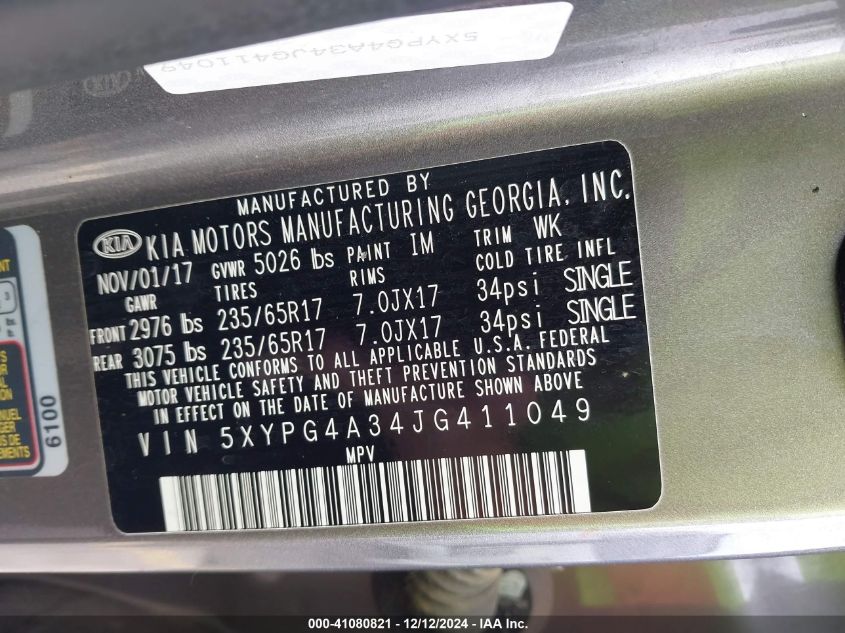 5XYPG4A34JG411049
MANUFACTURED BY
KIA KIA MOTORS MANUFACTURING GEORGIA, INC.
NOV/01/17 GVWR 5026 lbs PAINT IM TRIM WK
GAWR TIRES RIMS COLD TIRE INFL
FRONT 2976 lbs 235/65R17 7.0JX17 34psi SINGLE
REAR 3075 lbs 235/65R17 7.0JX17 34psi SINGLE
THIS VEHICLE CONFORMS TO ALL APPLICABLE U.S.A. FEDERAL
MOTOR VEHICLE SAFETY AND THEFT PREVENTION STANDARDS
IN EFFECT ON THE DATE OF MANUFACTURE SHOWN ABOVE
VIN 5XYPG4A34JG411049
MPV
6100
000-41080821 - 12/12/2024 - IAA Inc.